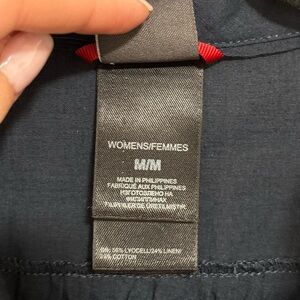 WOMENS/FEMMES
M/M
MADE IN PHILIPPINES
FABRIQUÉ AUX PHILIPPINES
ИЗГОТОВЛЕНО НА
ФИЛИППИНАХ
56% LYOCELL/24% LINEN/
COTTON